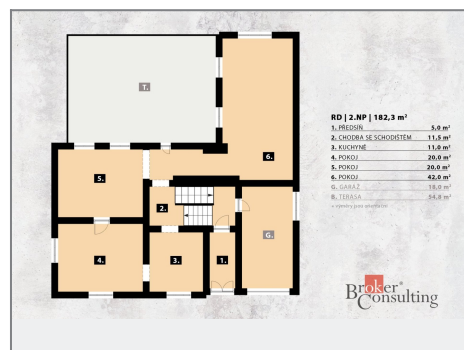 T.
6.
5.
2.
G.
4.
3.
1.
RD | 2.NP | 182,3 m²
1. PŘEDSÍŇ 5,0 m²
2. CHODBA SE SCHODIŠTĚM 11,5 m²
3. KUCHYNĚ 11,0 m²
4. POKOJ 20,0 m²
5. POKOJ 20,0 m²
6. POKOJ 42,0 m²
G. GARÁŽ 18,0 m²
8. TERASA 54,8 m²
Broker
Consulting